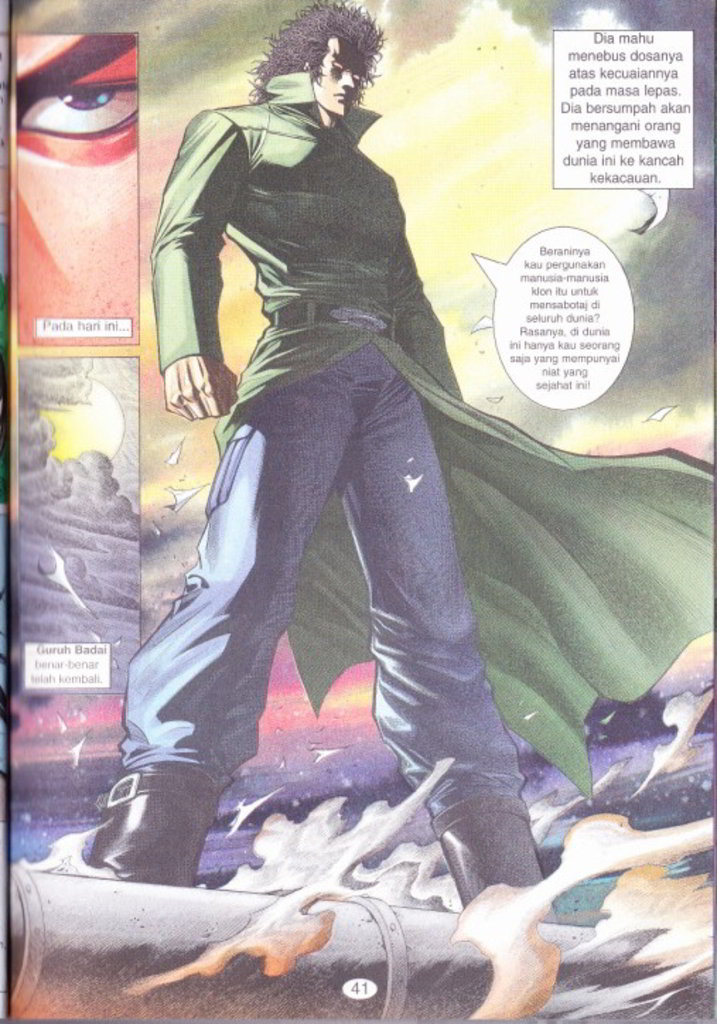 Pada hari ini...
Guruh Badai
benar-benar
telah kembali.
Dia mahu
menebus dosanya
atas kecuaiannya
pada masa lepas.
Dia bersumpah akan
menangani orang
yang membawa
dunia ini ke kancah
kekacauan.
Beraninya
kau pergunakan
manusia-manusia
klon itu untuk
mensabotaj di
seluruh dunia?
Rasanya, di dunia
ini hanya kau seorang
saja yang mempunyai
niat yang
sejahat ini!
41